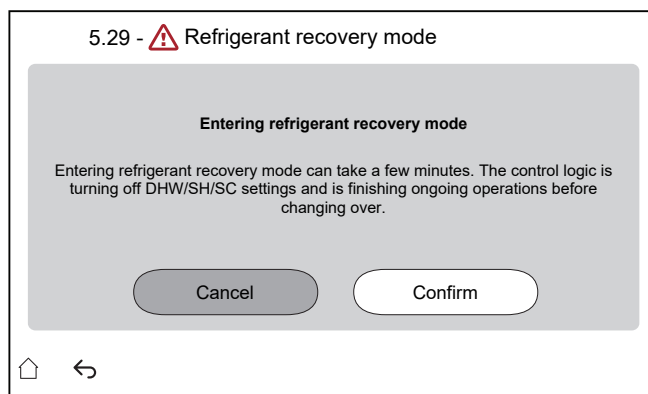 5.29 - Refrigerant recovery mode
Entering refrigerant recovery mode
Entering refrigerant recovery mode can take a few minutes. The control logic is
turning off DHW/SH/SC settings and is finishing ongoing operations before
changing over.
Cancel
Confirm